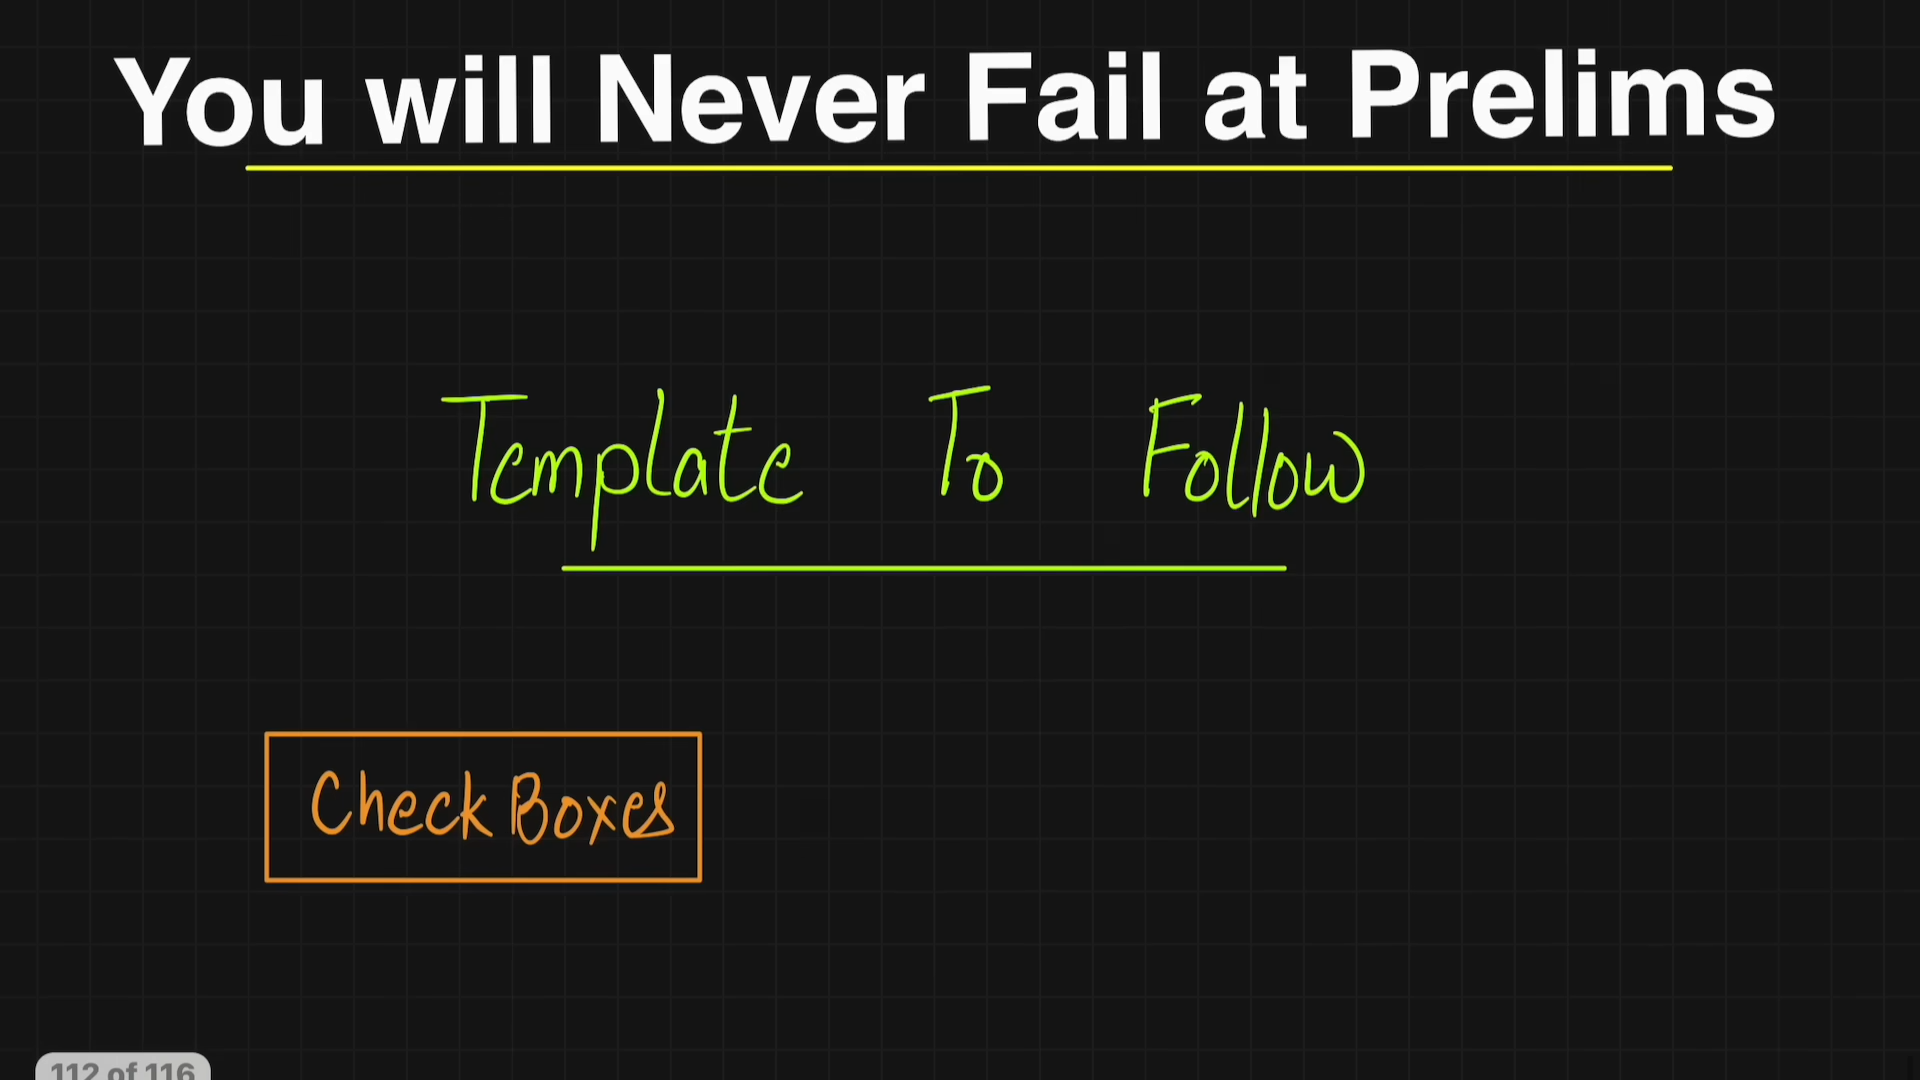 You will Never Fail at Prelims
Template To Follow
Check Boxes
112 of 116